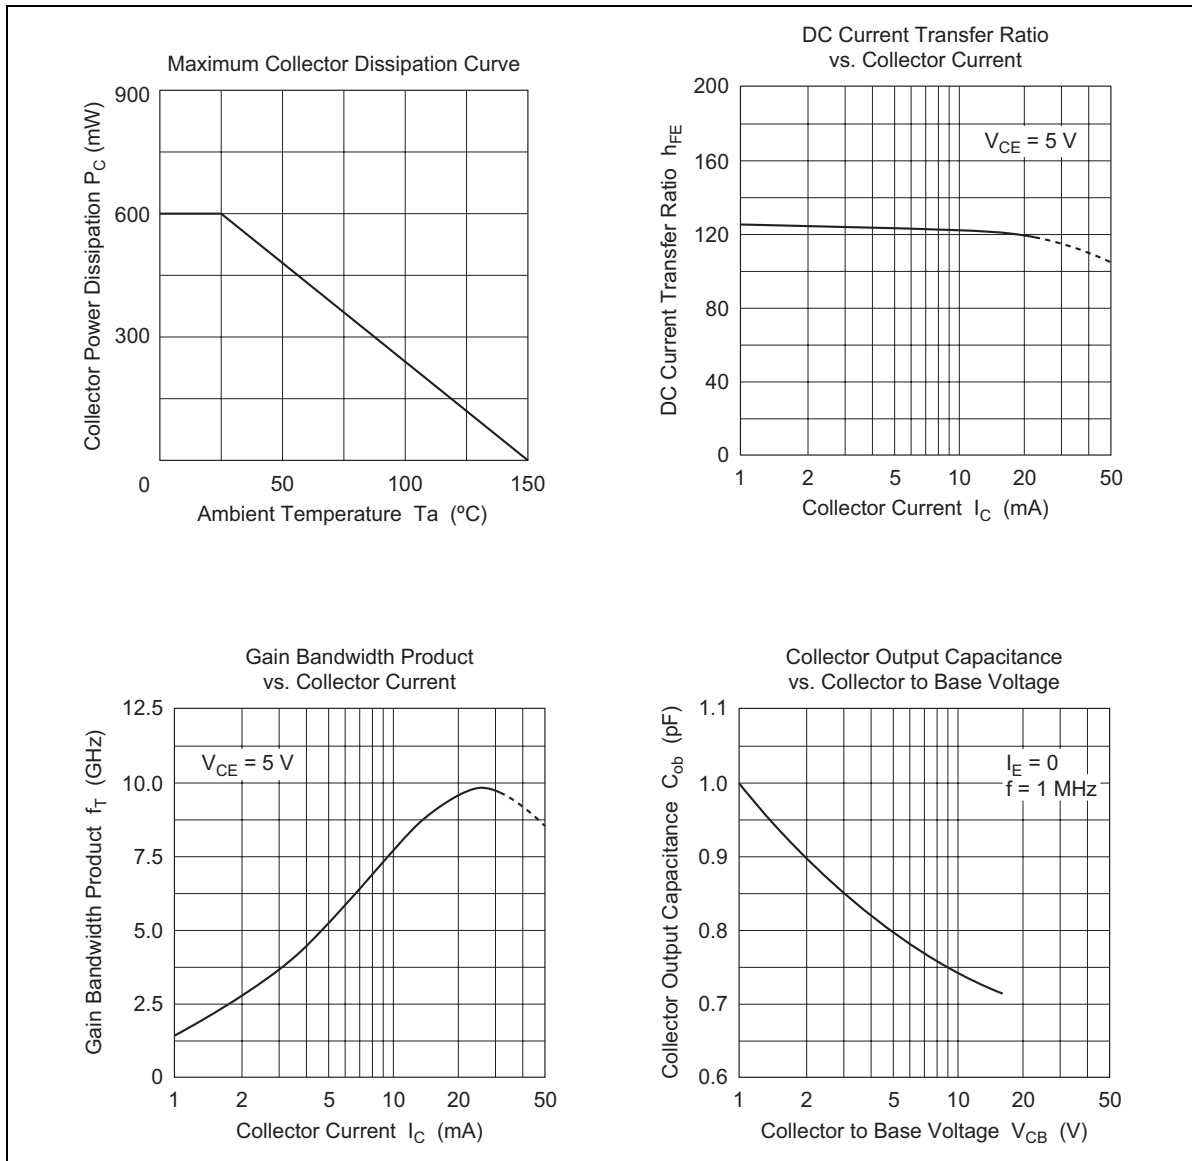 Maximum Collector Dissipation Curve
Collector Power Dissipation P_C (mW)
900
600
300
0
50
100
150
Ambient Temperature Ta (ºC)
DC Current Transfer Ratio
vs. Collector Current
DC Current Transfer Ratio h_FE
200
160
120
80
40
0
V_CE = 5 V
1
2
5
10
20
50
Collector Current I_C (mA)
Gain Bandwidth Product
vs. Collector Current
Gain Bandwidth Product f_T (GHz)
12.5
10.0
7.5
5.0
2.5
0
V_CE = 5 V
1
2
5
10
20
50
Collector Current I_C (mA)
Collector Output Capacitance
vs. Collector to Base Voltage
Collector Output Capacitance C_ob (pF)
1.1
1.0
0.9
0.8
0.7
0.6
I_E = 0
f = 1 MHz
1
2
5
10
20
50
Collector to Base Voltage V_CB (V)